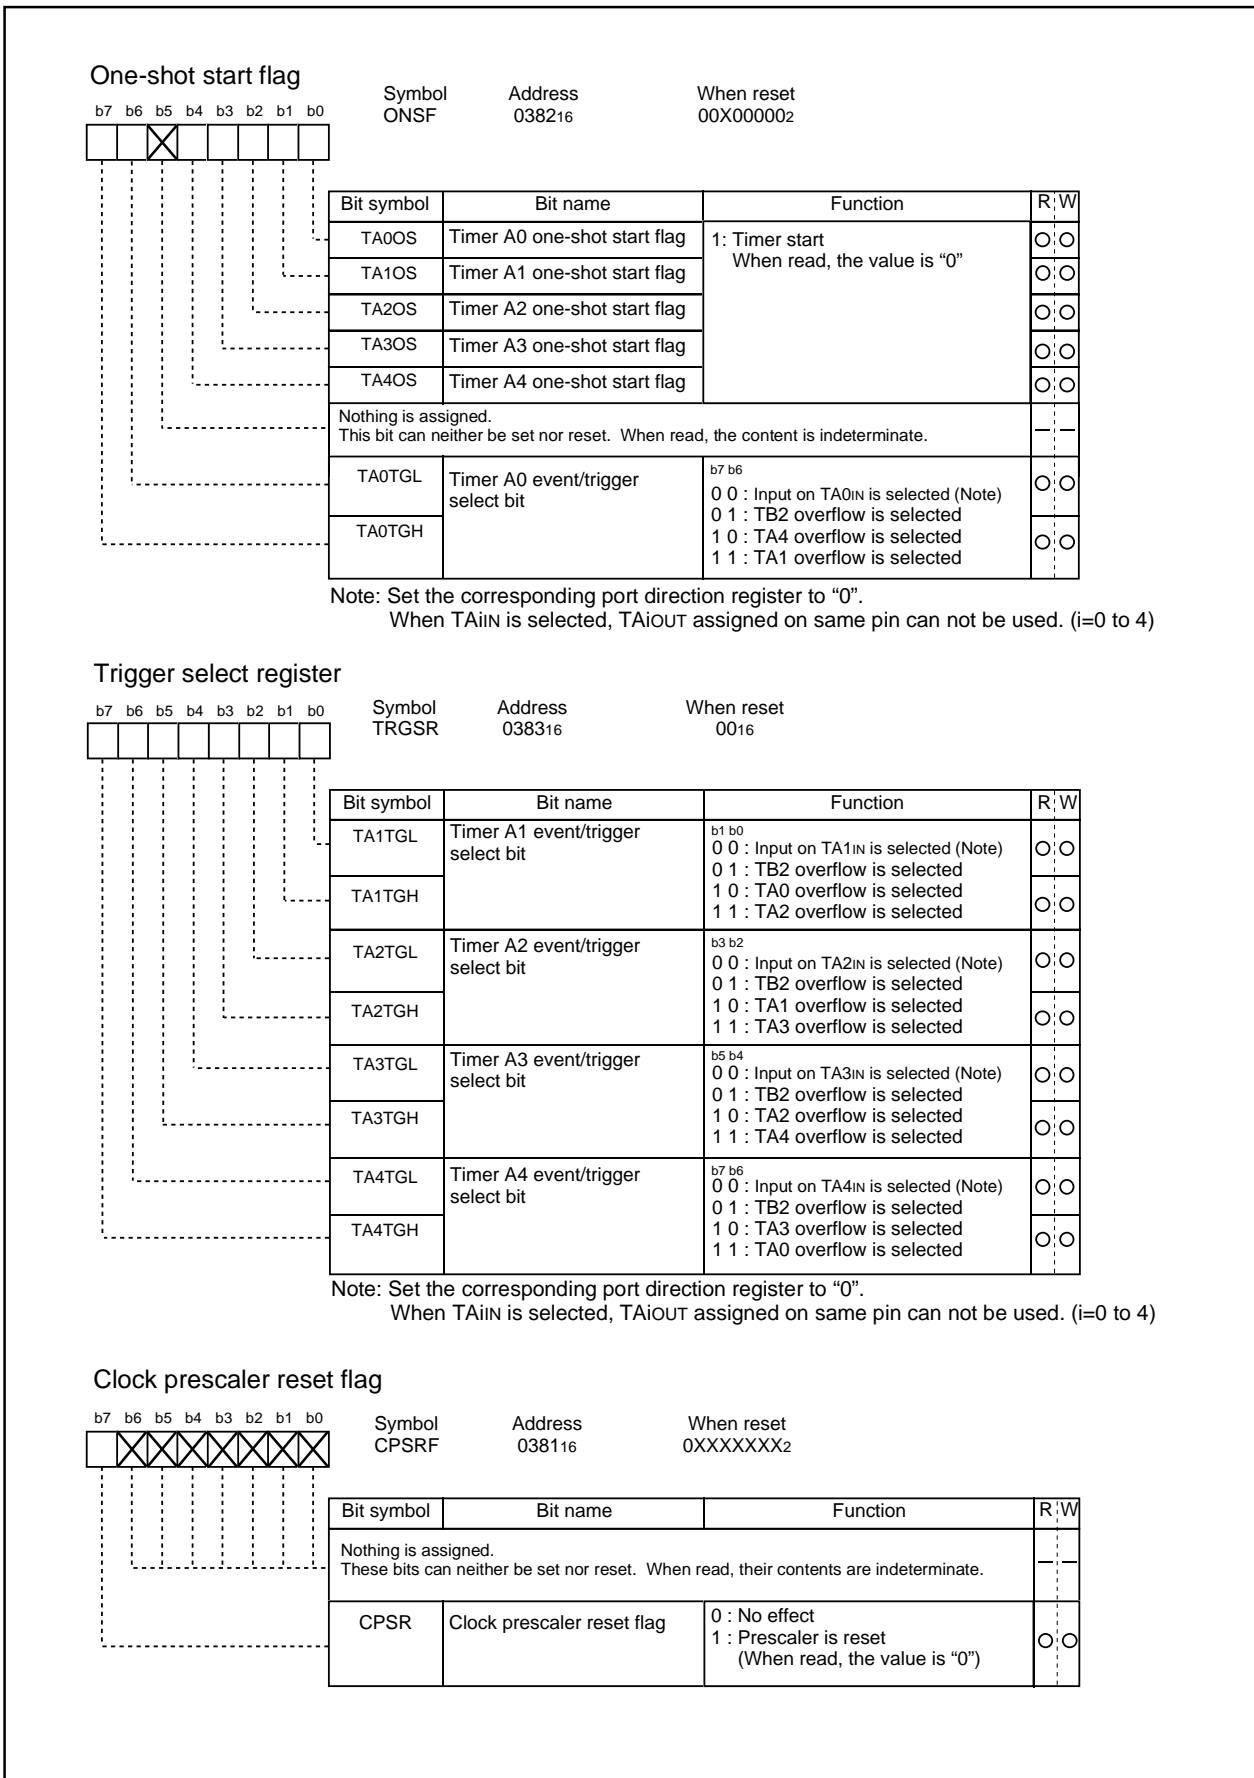 One-shot start flag
Symbol Address When reset
b7 b6 b5 b4 b3 b2 b1 b0
ONSF 038216 00X000002
Bit symbol Bit name Function R W
TA0OS Timer A0 one-shot start flag 1: Timer start
When read, the value is “0”
TA1OS Timer A1 one-shot start flag
TA2OS Timer A2 one-shot start flag
TA3OS Timer A3 one-shot start flag
TA4OS Timer A4 one-shot start flag
Nothing is assigned.
This bit can neither be set nor reset. When read, the content is indeterminate.
TA0TGL Timer A0 event/trigger
select bit
b7 b6
0 0 : Input on TA0IN is selected (Note)
0 1 : TB2 overflow is selected
TA0TGH
1 0 : TA4 overflow is selected
1 1 : TA1 overflow is selected
Note: Set the corresponding port direction register to “0”.
When TAiIN is selected, TAiOUT assigned on same pin can not be used. (i=0 to 4)
Trigger select register
Symbol Address When reset
b7 b6 b5 b4 b3 b2 b1 b0
TRGSR 038316 0016
Bit symbol Bit name Function R W
TA1TGL Timer A1 event/trigger
select bit
b1 b0
0 0 : Input on TA1IN is selected (Note)
0 1 : TB2 overflow is selected
TA1TGH
1 0 : TA0 overflow is selected
1 1 : TA2 overflow is selected
TA2TGL Timer A2 event/trigger
select bit
b3 b2
0 0 : Input on TA2IN is selected (Note)
0 1 : TB2 overflow is selected
TA2TGH
1 0 : TA1 overflow is selected
1 1 : TA3 overflow is selected
TA3TGL Timer A3 event/trigger
select bit
b5 b4
0 0 : Input on TA3IN is selected (Note)
0 1 : TB2 overflow is selected
TA3TGH
1 0 : TA2 overflow is selected
1 1 : TA4 overflow is selected
TA4TGL Timer A4 event/trigger
select bit
b7 b6
0 0 : Input on TA4IN is selected (Note)
0 1 : TB2 overflow is selected
TA4TGH
1 0 : TA3 overflow is selected
1 1 : TA0 overflow is selected
Note: Set the corresponding port direction register to “0”.
When TAiIN is selected, TAiOUT assigned on same pin can not be used. (i=0 to 4)
Clock prescaler reset flag
Symbol Address When reset
b7 b6 b5 b4 b3 b2 b1 b0
CPSRF 038116 0XXXXXXX2
Bit symbol Bit name Function R W
Nothing is assigned.
These bits can neither be set nor reset. When read, their contents are indeterminate.
CPSR Clock prescaler reset flag 0 : No effect
1 : Prescaler is reset
(When read, the value is “0”)